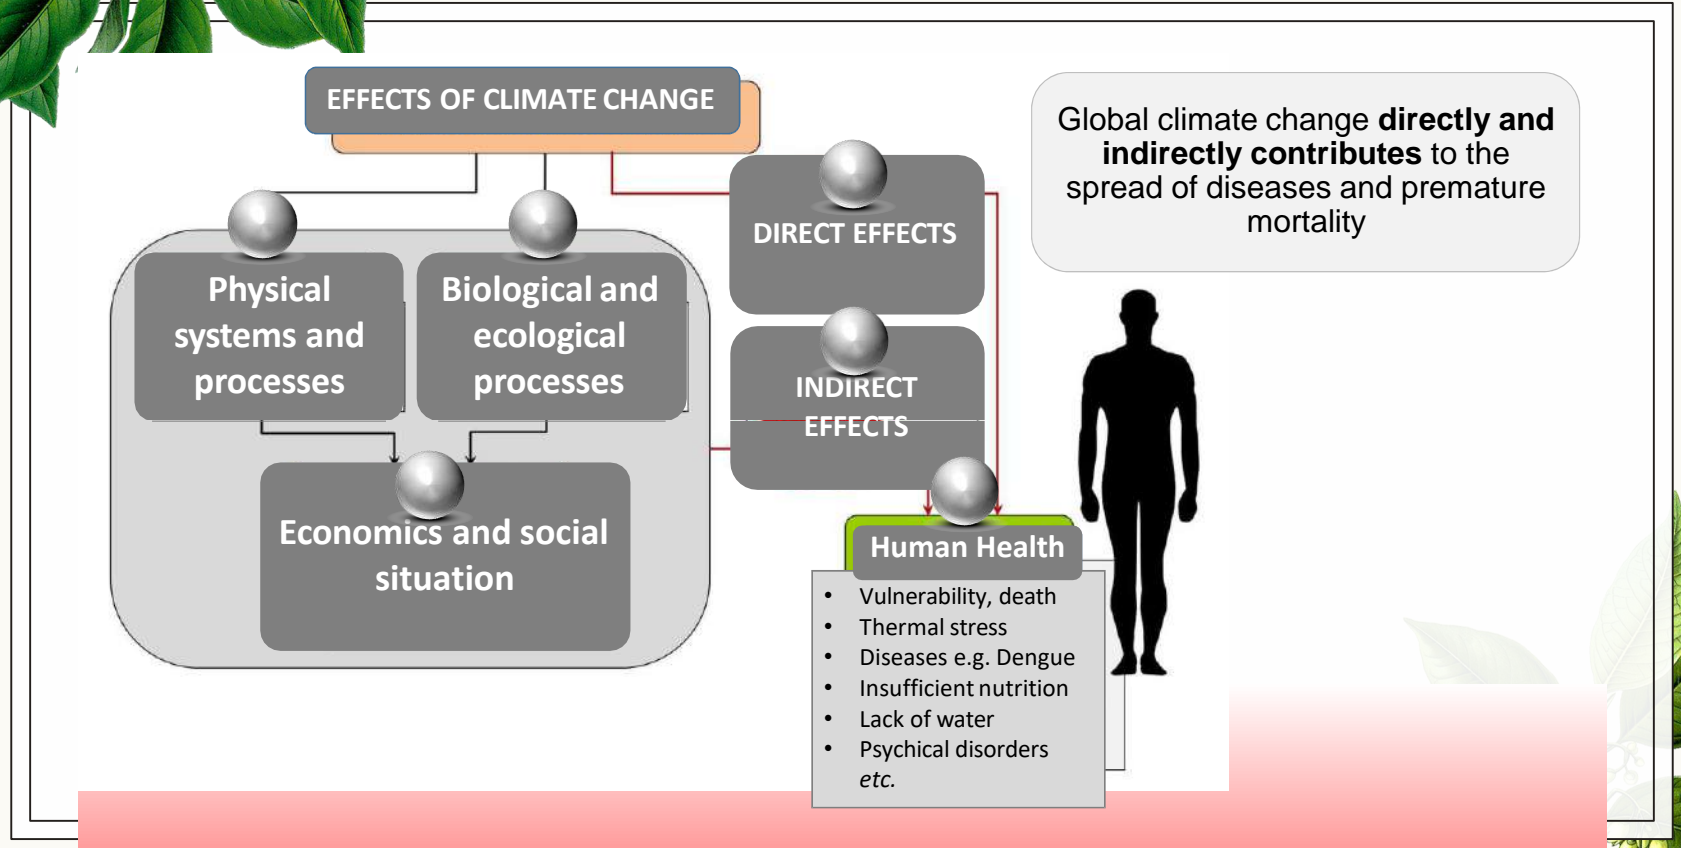 EFFECTS OF CLIMATE CHANGE
Global climate change directly and
indirectly contributes to the
spread of diseases and premature
mortality
DIRECT EFFECTS
Physical
systems and
processes
Biological and
ecological
processes
INDIRECT
EFFECTS
Economics and social
situation
Human Health
• Vulnerability, death
• Thermal stress
• Diseases e.g. Dengue
• Insufficient nutrition
• Lack of water
• Psychical disorders
etc.